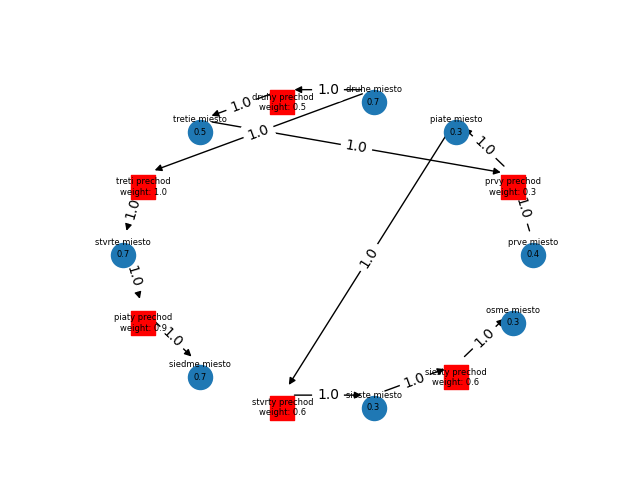 druhe miesto
0.7
1.0
druhy prechod
weight: 0.5
1.0
tretie miesto
0.5
1.0
1.0
piate miesto
0.3
1.0
treti prechod
weight: 1.0
prvy prechod
weight: 0.3
1.0
1.0
stvrte miesto
0.7
prve miesto
0.4
1.0
1.0
piaty prechod
weight: 0.9
osme miesto
0.3
1.0
1.0
siedme miesto
0.7
siesty prechod
weight: 0.6
1.0
stvrty prechod
weight: 0.6
1.0
sieste miesto
0.3